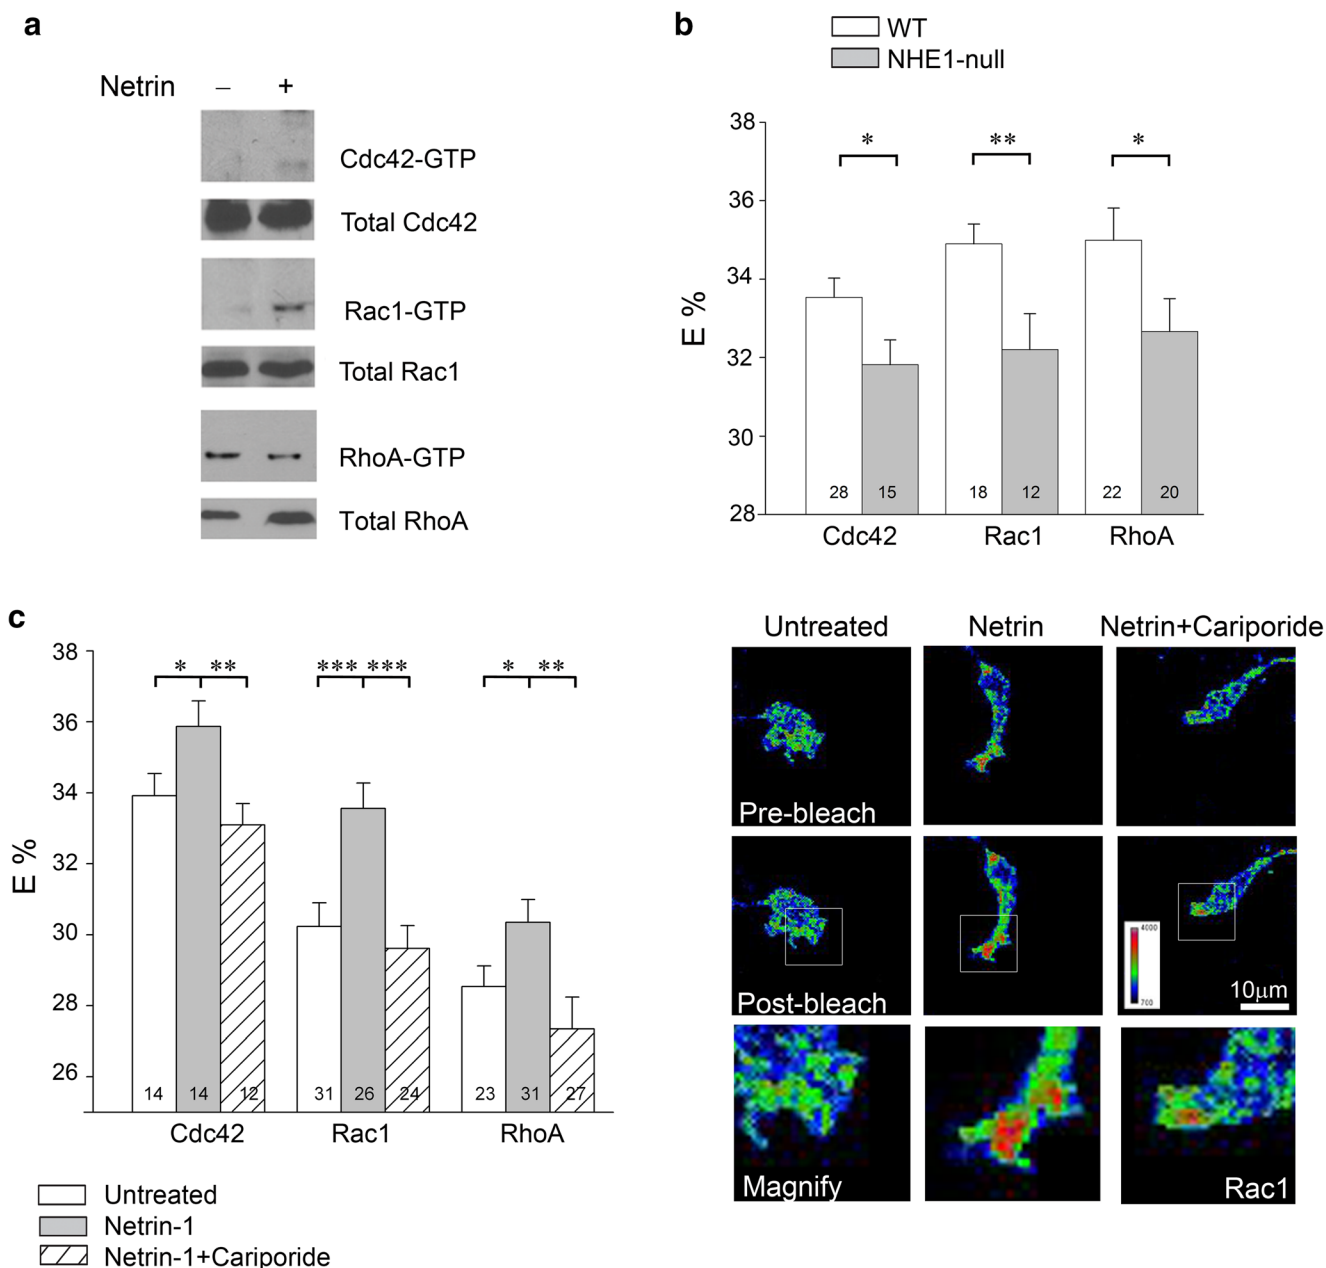 a
Netrin – +
Cdc42-GTP
Total Cdc42
Rac1-GTP
Total Rac1
RhoA-GTP
Total RhoA
b
WT
NHE1-null
38
36
34
32
30
28
E %
* ** *
28 15 18 12 22 20
Cdc42 Rac1 RhoA
c
38
36
34
32
30
28
26
E %
* ** *** *** * **
14 14 12 31 26 24 23 31 27
Cdc42 Rac1 RhoA
Untreated
Netrin-1
Netrin-1+Cariporide
Untreated Netrin Netrin+Cariporide
Pre-bleach
Post-bleach
4000
700
10μm
Magnify
Rac1